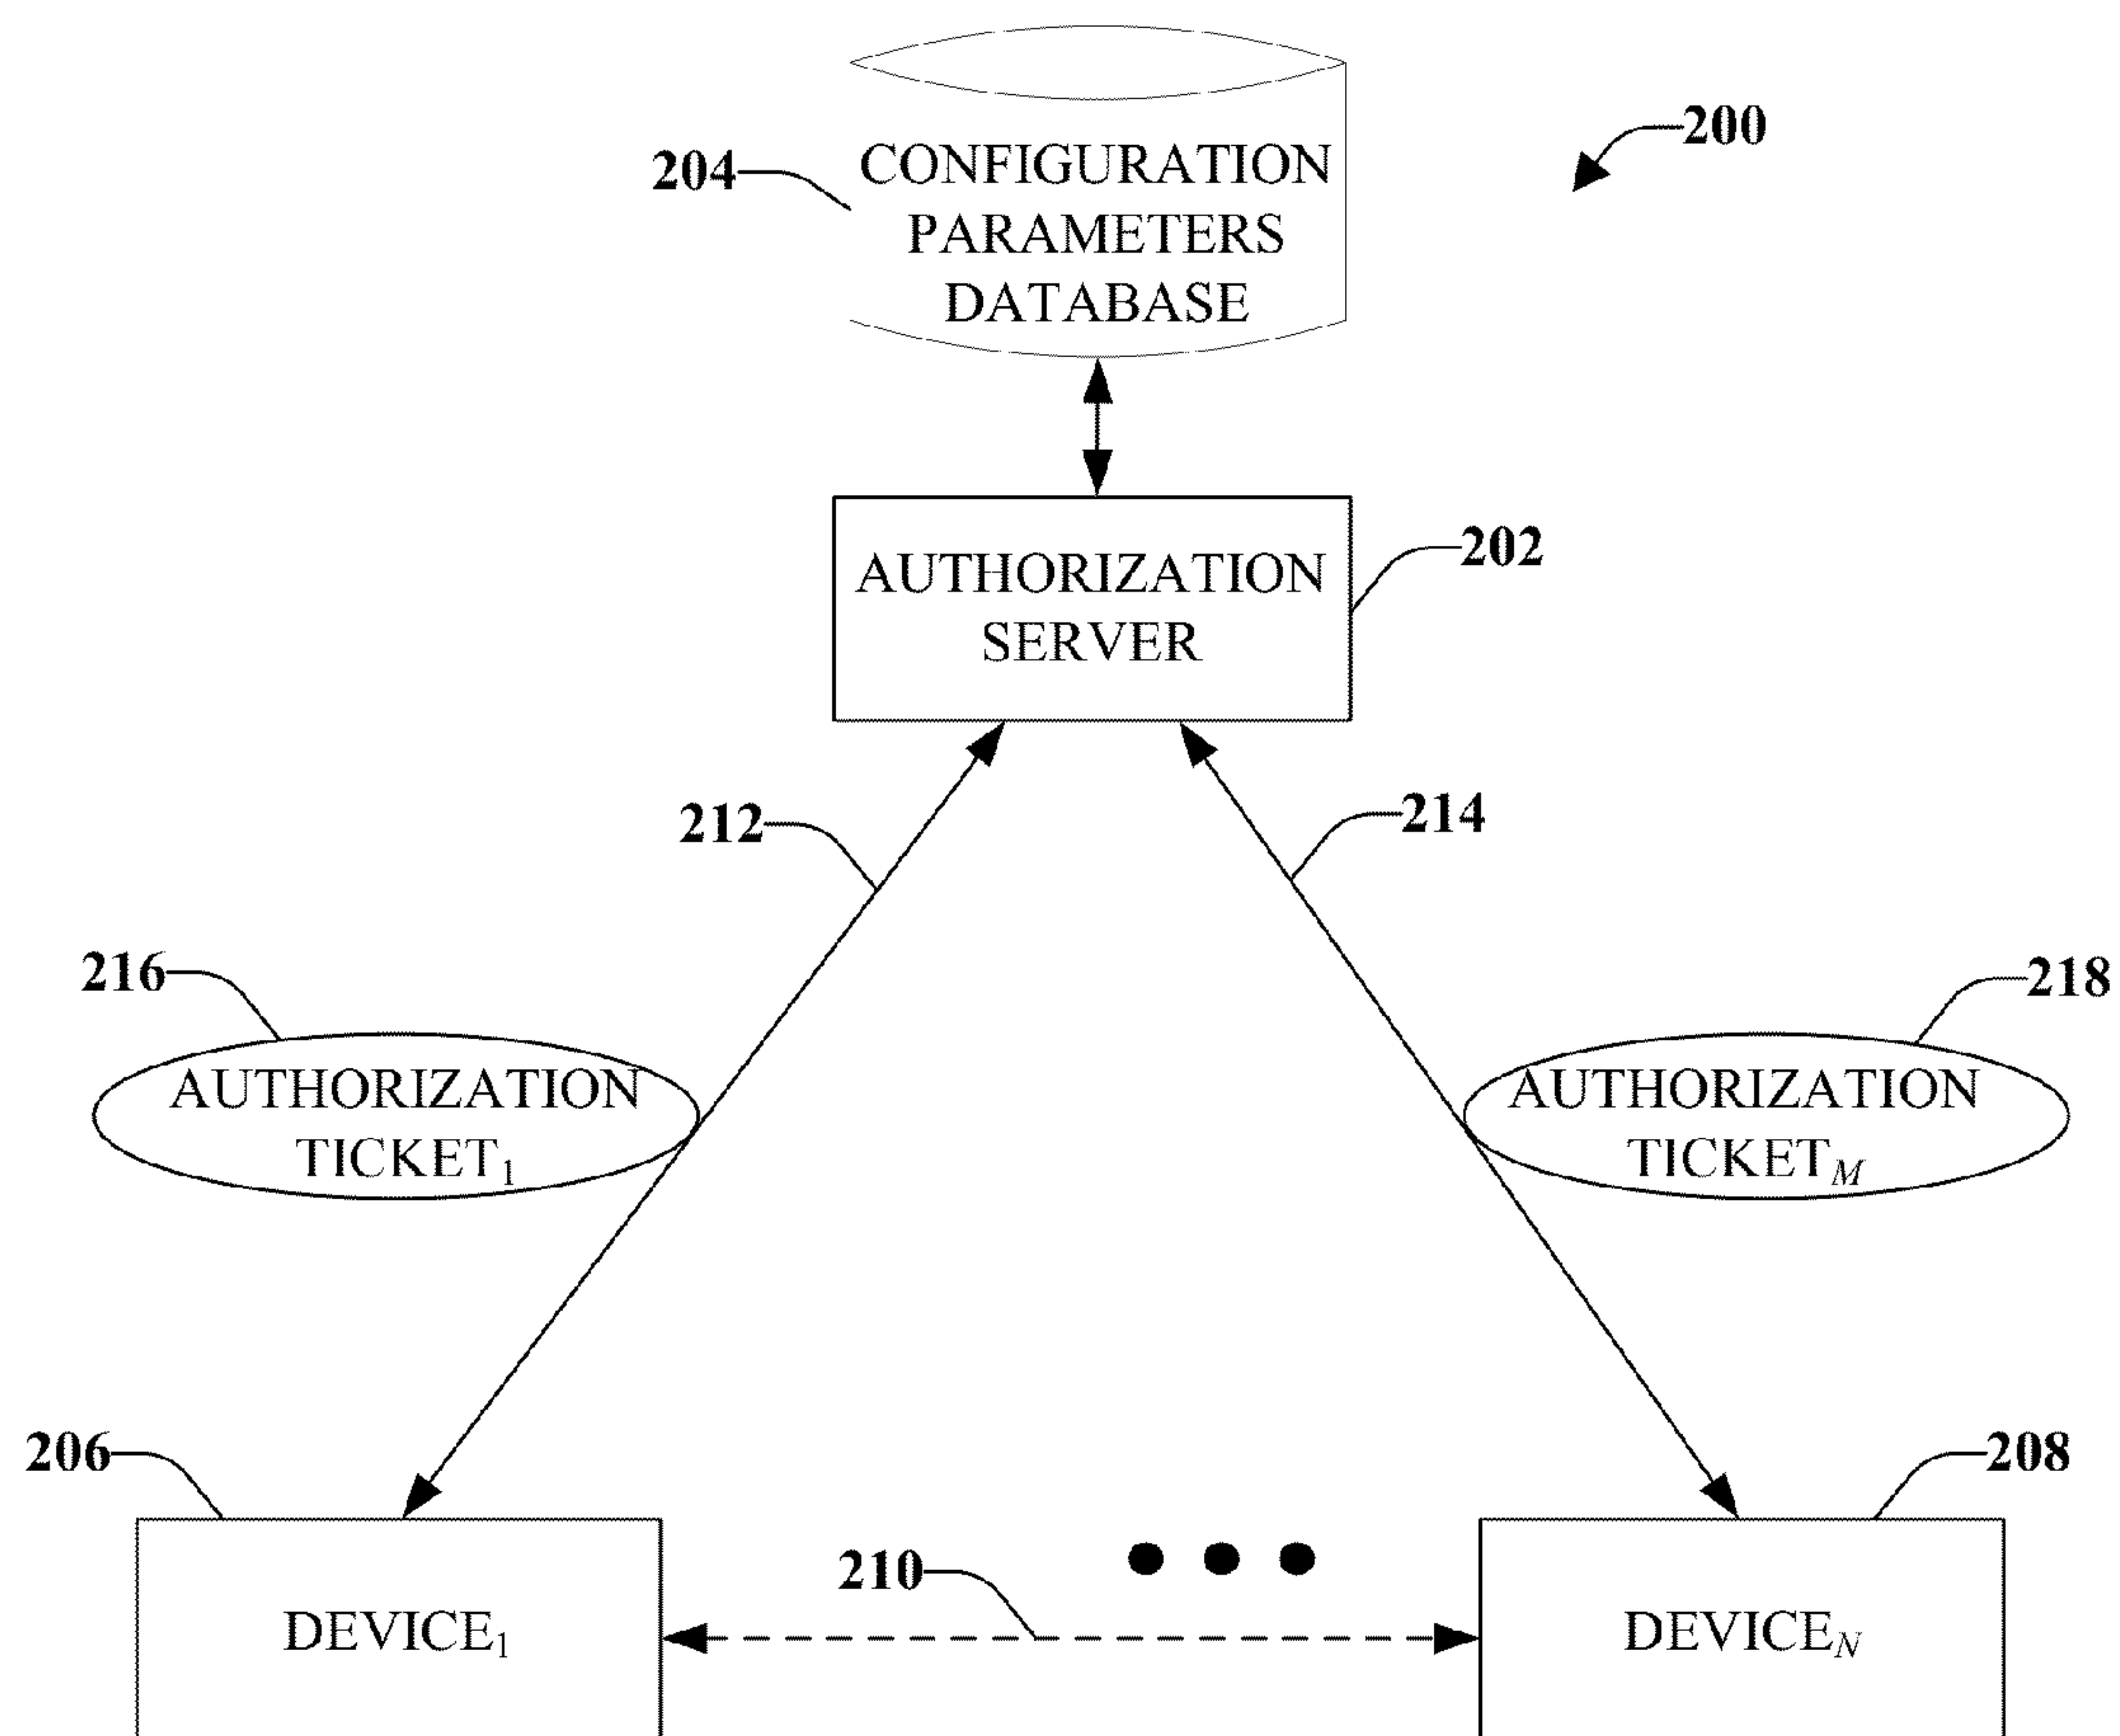 200
204
CONFIGURATION
PARAMETERS
DATABASE
202
AUTHORIZATION
SERVER
212
214
216
218
AUTHORIZATION
TICKET1
AUTHORIZATION
TICKETM
206
208
210
DEVICE1
DEVICEN